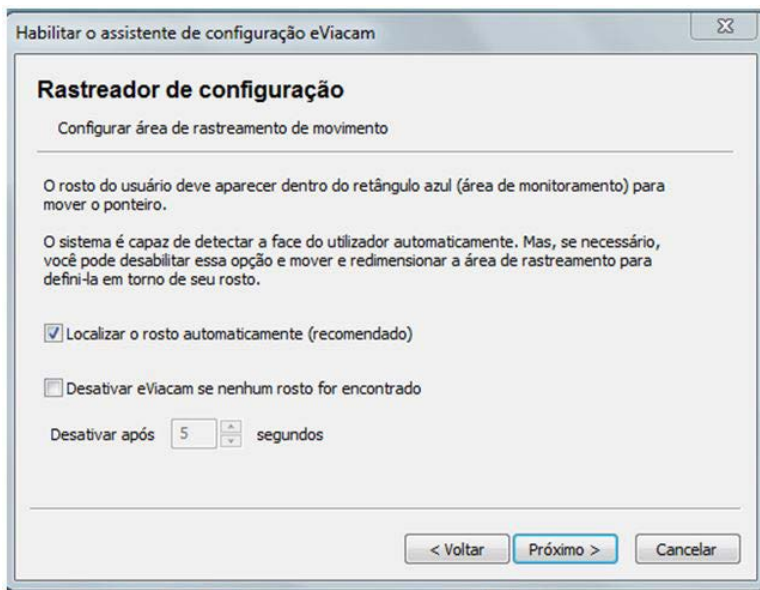 Habilitar o assistente de configuração eViacam
Rastreador de configuração
Configurar área de rastreamento de movimento
O rosto do usuário deve aparecer dentro do retângulo azul (área de monitoramento) para
mover o ponteiro.
O sistema é capaz de detectar a face do utilizador automaticamente. Mas, se necessário,
você pode desabilitar essa opção e mover e redimensionar a área de rastreamento para
defini-la em torno de seu rosto.
Localizar o rosto automaticamente (recomendado)
Desativar eViacam se nenhum rosto for encontrado
Desativar após 5 segundos
< Voltar Próximo > Cancelar